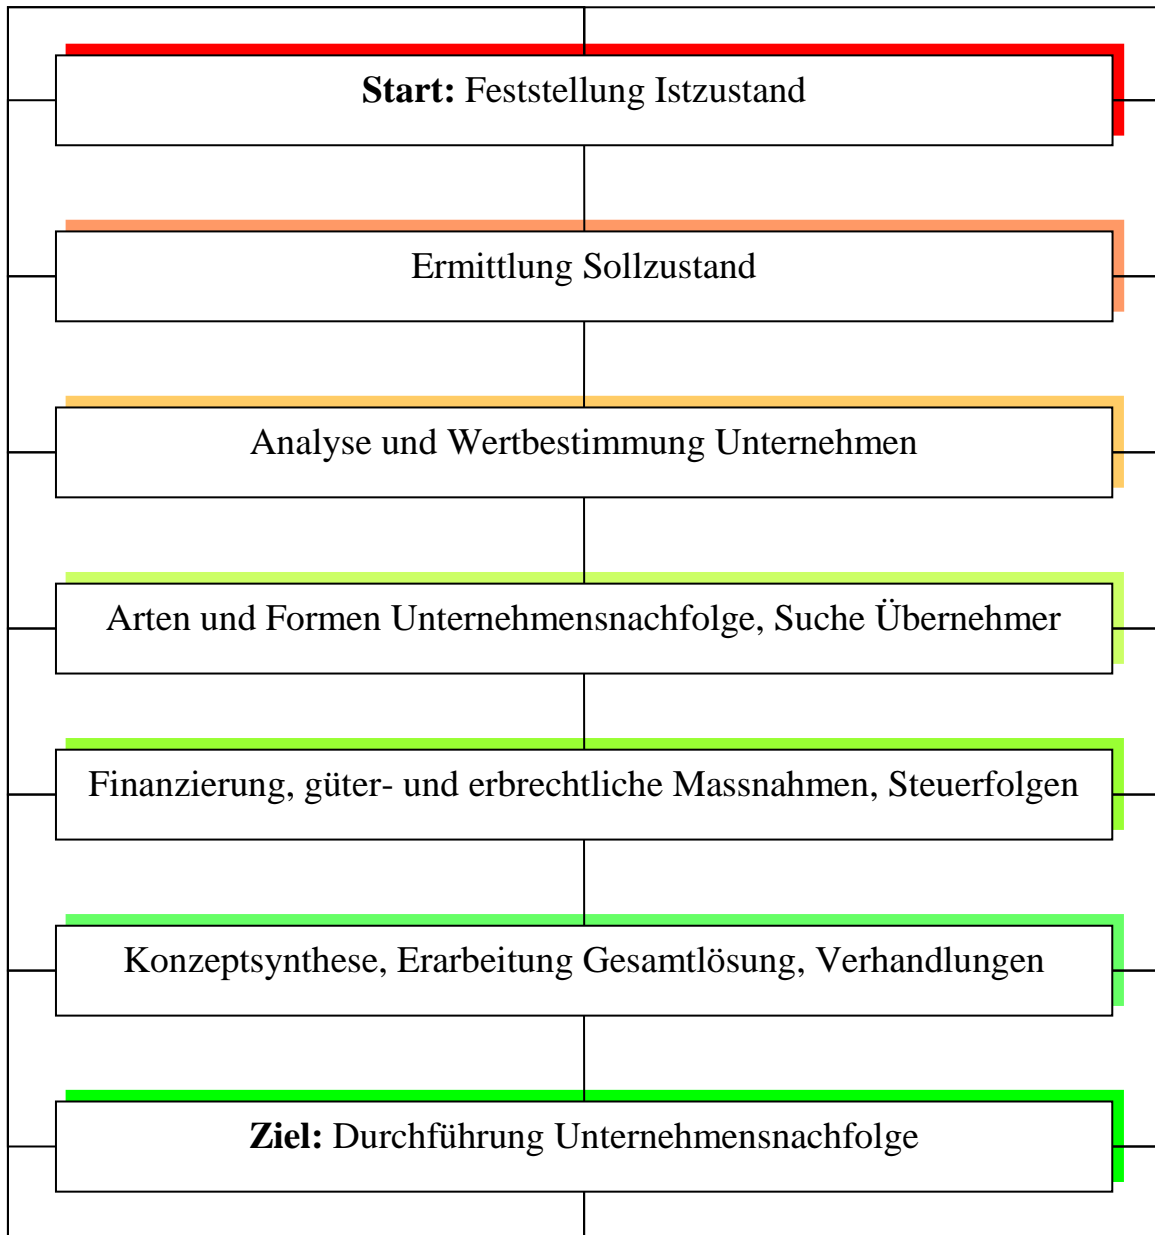 Start: Feststellung Istzustand
Ermittlung Sollzustand
Analyse und Wertbestimmung Unternehmen
Arten und Formen Unternehmensnachfolge, Suche Übernehmer
Finanzierung, güter- und erbrechtliche Massnahmen, Steuerfolgen
Konzeptsynthese, Erarbeitung Gesamtlösung, Verhandlungen
Ziel: Durchführung Unternehmensnachfolge